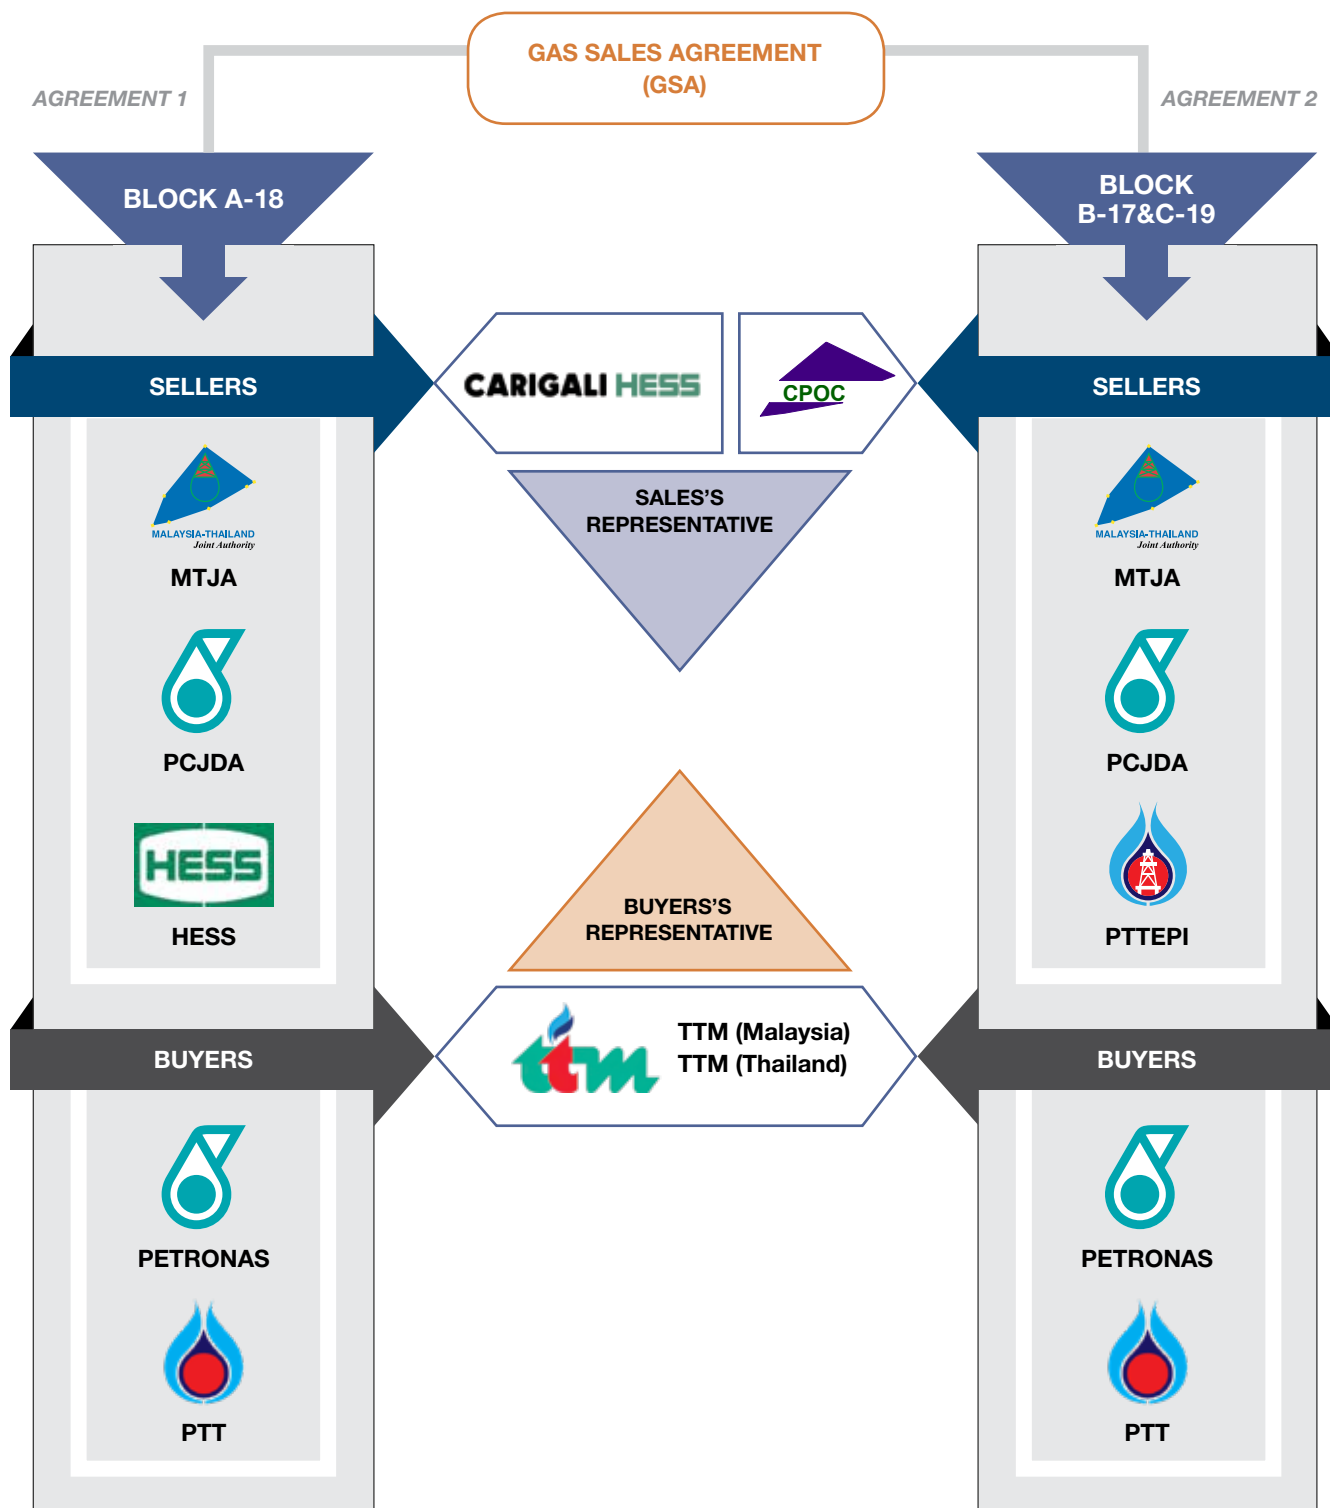 GAS SALES AGREEMENT
(GSA)
AGREEMENT 1
AGREEMENT 2
BLOCK A-18
BLOCK
B-17&C-19
SELLERS
CARIGALI HESS
CPOC
SELLERS
SALES'S
REPRESENTATIVE
MALAYSIA-THAILAND
Joint Authority
MTJA
PCJDA
HESS
HESS
MALAYSIA-THAILAND
Joint Authority
MTJA
PCJDA
PTTEPI
BUYERS'S
REPRESENTATIVE
BUYERS
ttm
TTM (Malaysia)
TTM (Thailand)
BUYERS
PETRONAS
PTT
PETRONAS
PTT